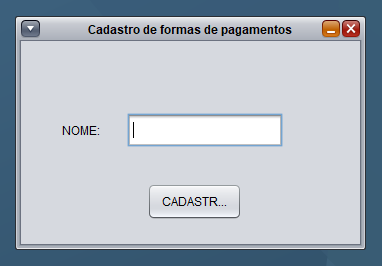 Cadastro de formas de pagamentos
NOME:
CADASTR...